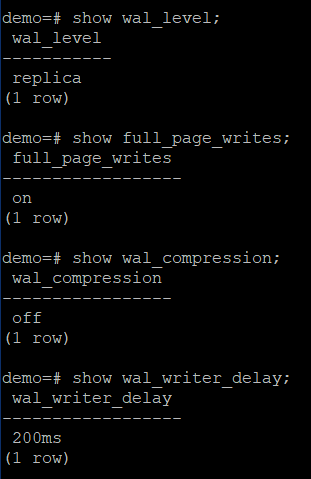 demo=# show wal_level;
 wal_level
-----------
 replica
(1 row)

demo=# show full_page_writes;
 full_page_writes
------------------
 on
(1 row)

demo=# show wal_compression;
 wal_compression
-----------------
 off
(1 row)

demo=# show wal_writer_delay;
 wal_writer_delay
------------------
 200ms
(1 row)